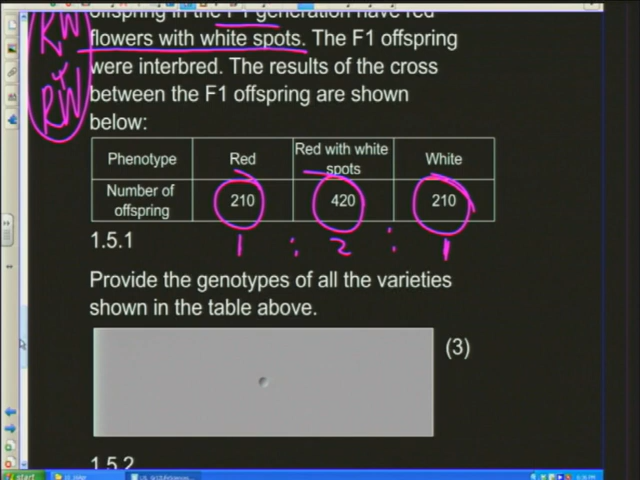 offspring in the F1 generation have red
flowers with white spots. The F1 offspring
were interbred. The results of the cross
between the F1 offspring are shown
below:
RW
RW
Phenotype Red Red with white spots White
Number of offspring 210 420 210
1 : 2 : 1
1.5.1
Provide the genotypes of all the varieties
shown in the table above.
(3)
1.5.2
start